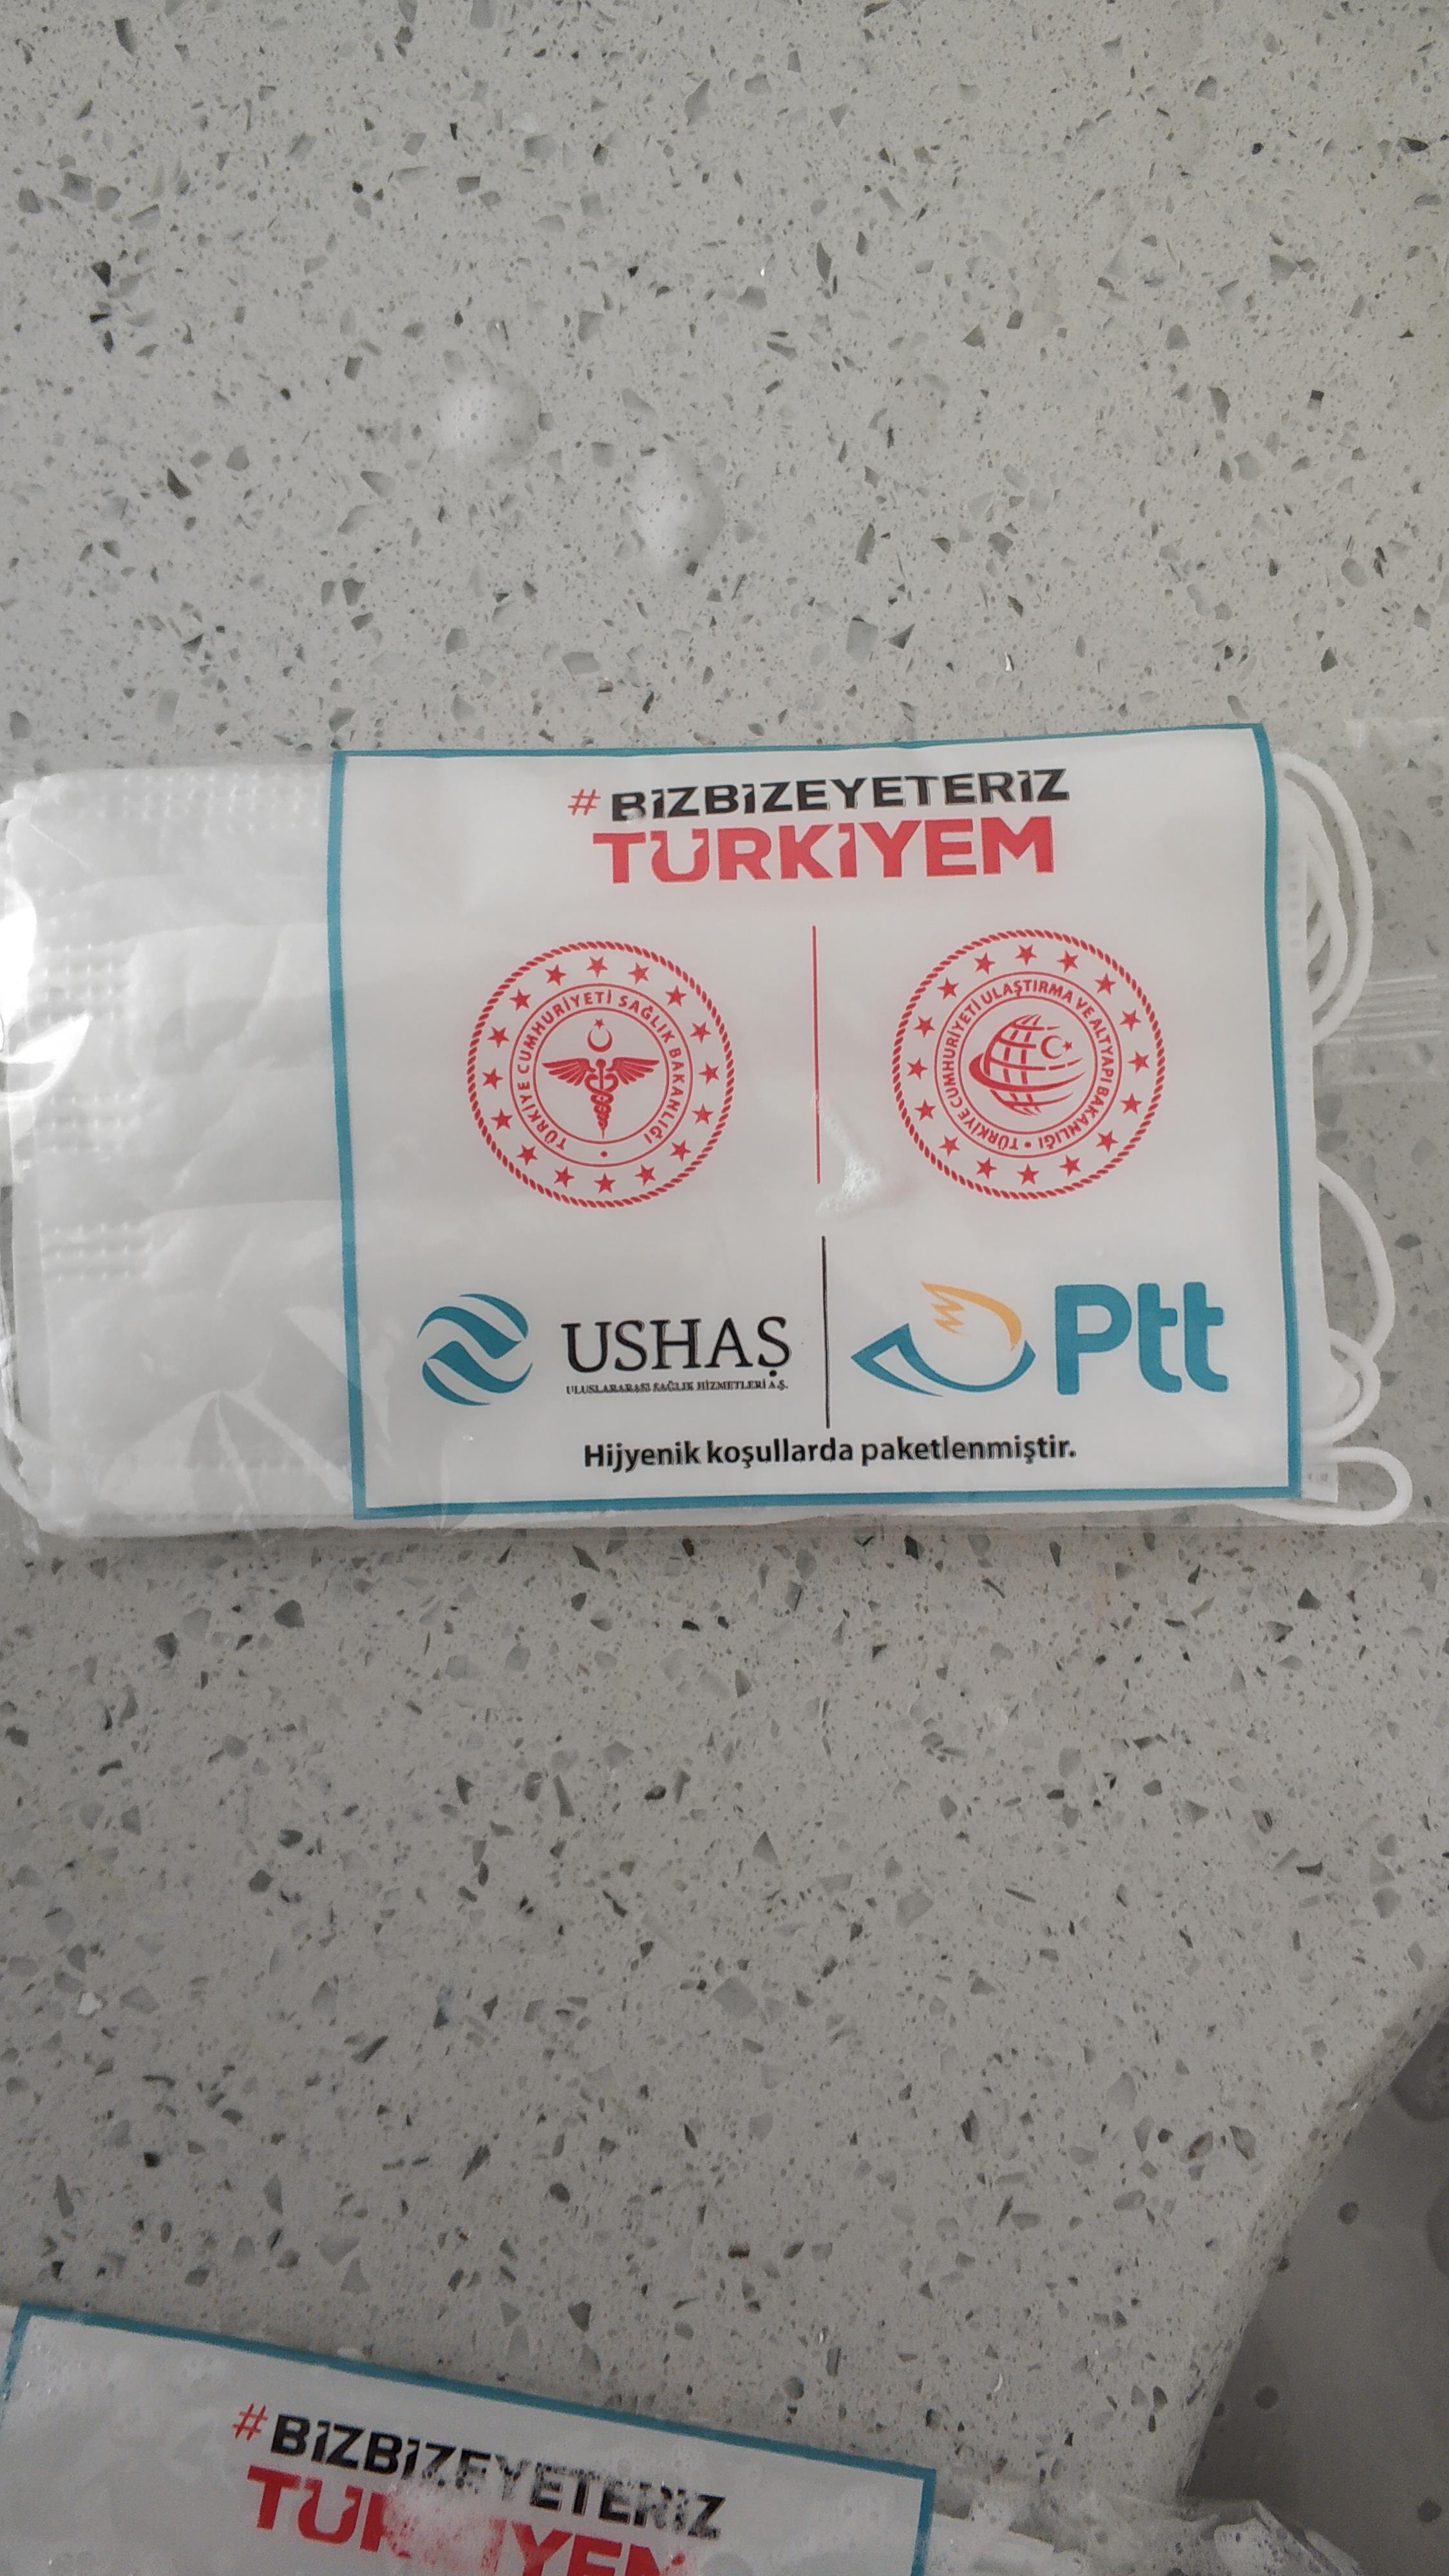 #BİZBİZEYETERİZ
TÜRKİYEM
TÜRKİYE CUMHURİYETİ SAĞLIK BAKANLIĞI
TÜRKİYE CUMHURİYETİ ULAŞTIRMA VE ALTYAPI BAKANLIĞI
USHAŞ
ULUSLARARASI SAĞLIK HİZMETLERİ A.Ş.
Ptt
Hijyenik koşullarda paketlenmiştir.
#BİZBİZEYETERİZ